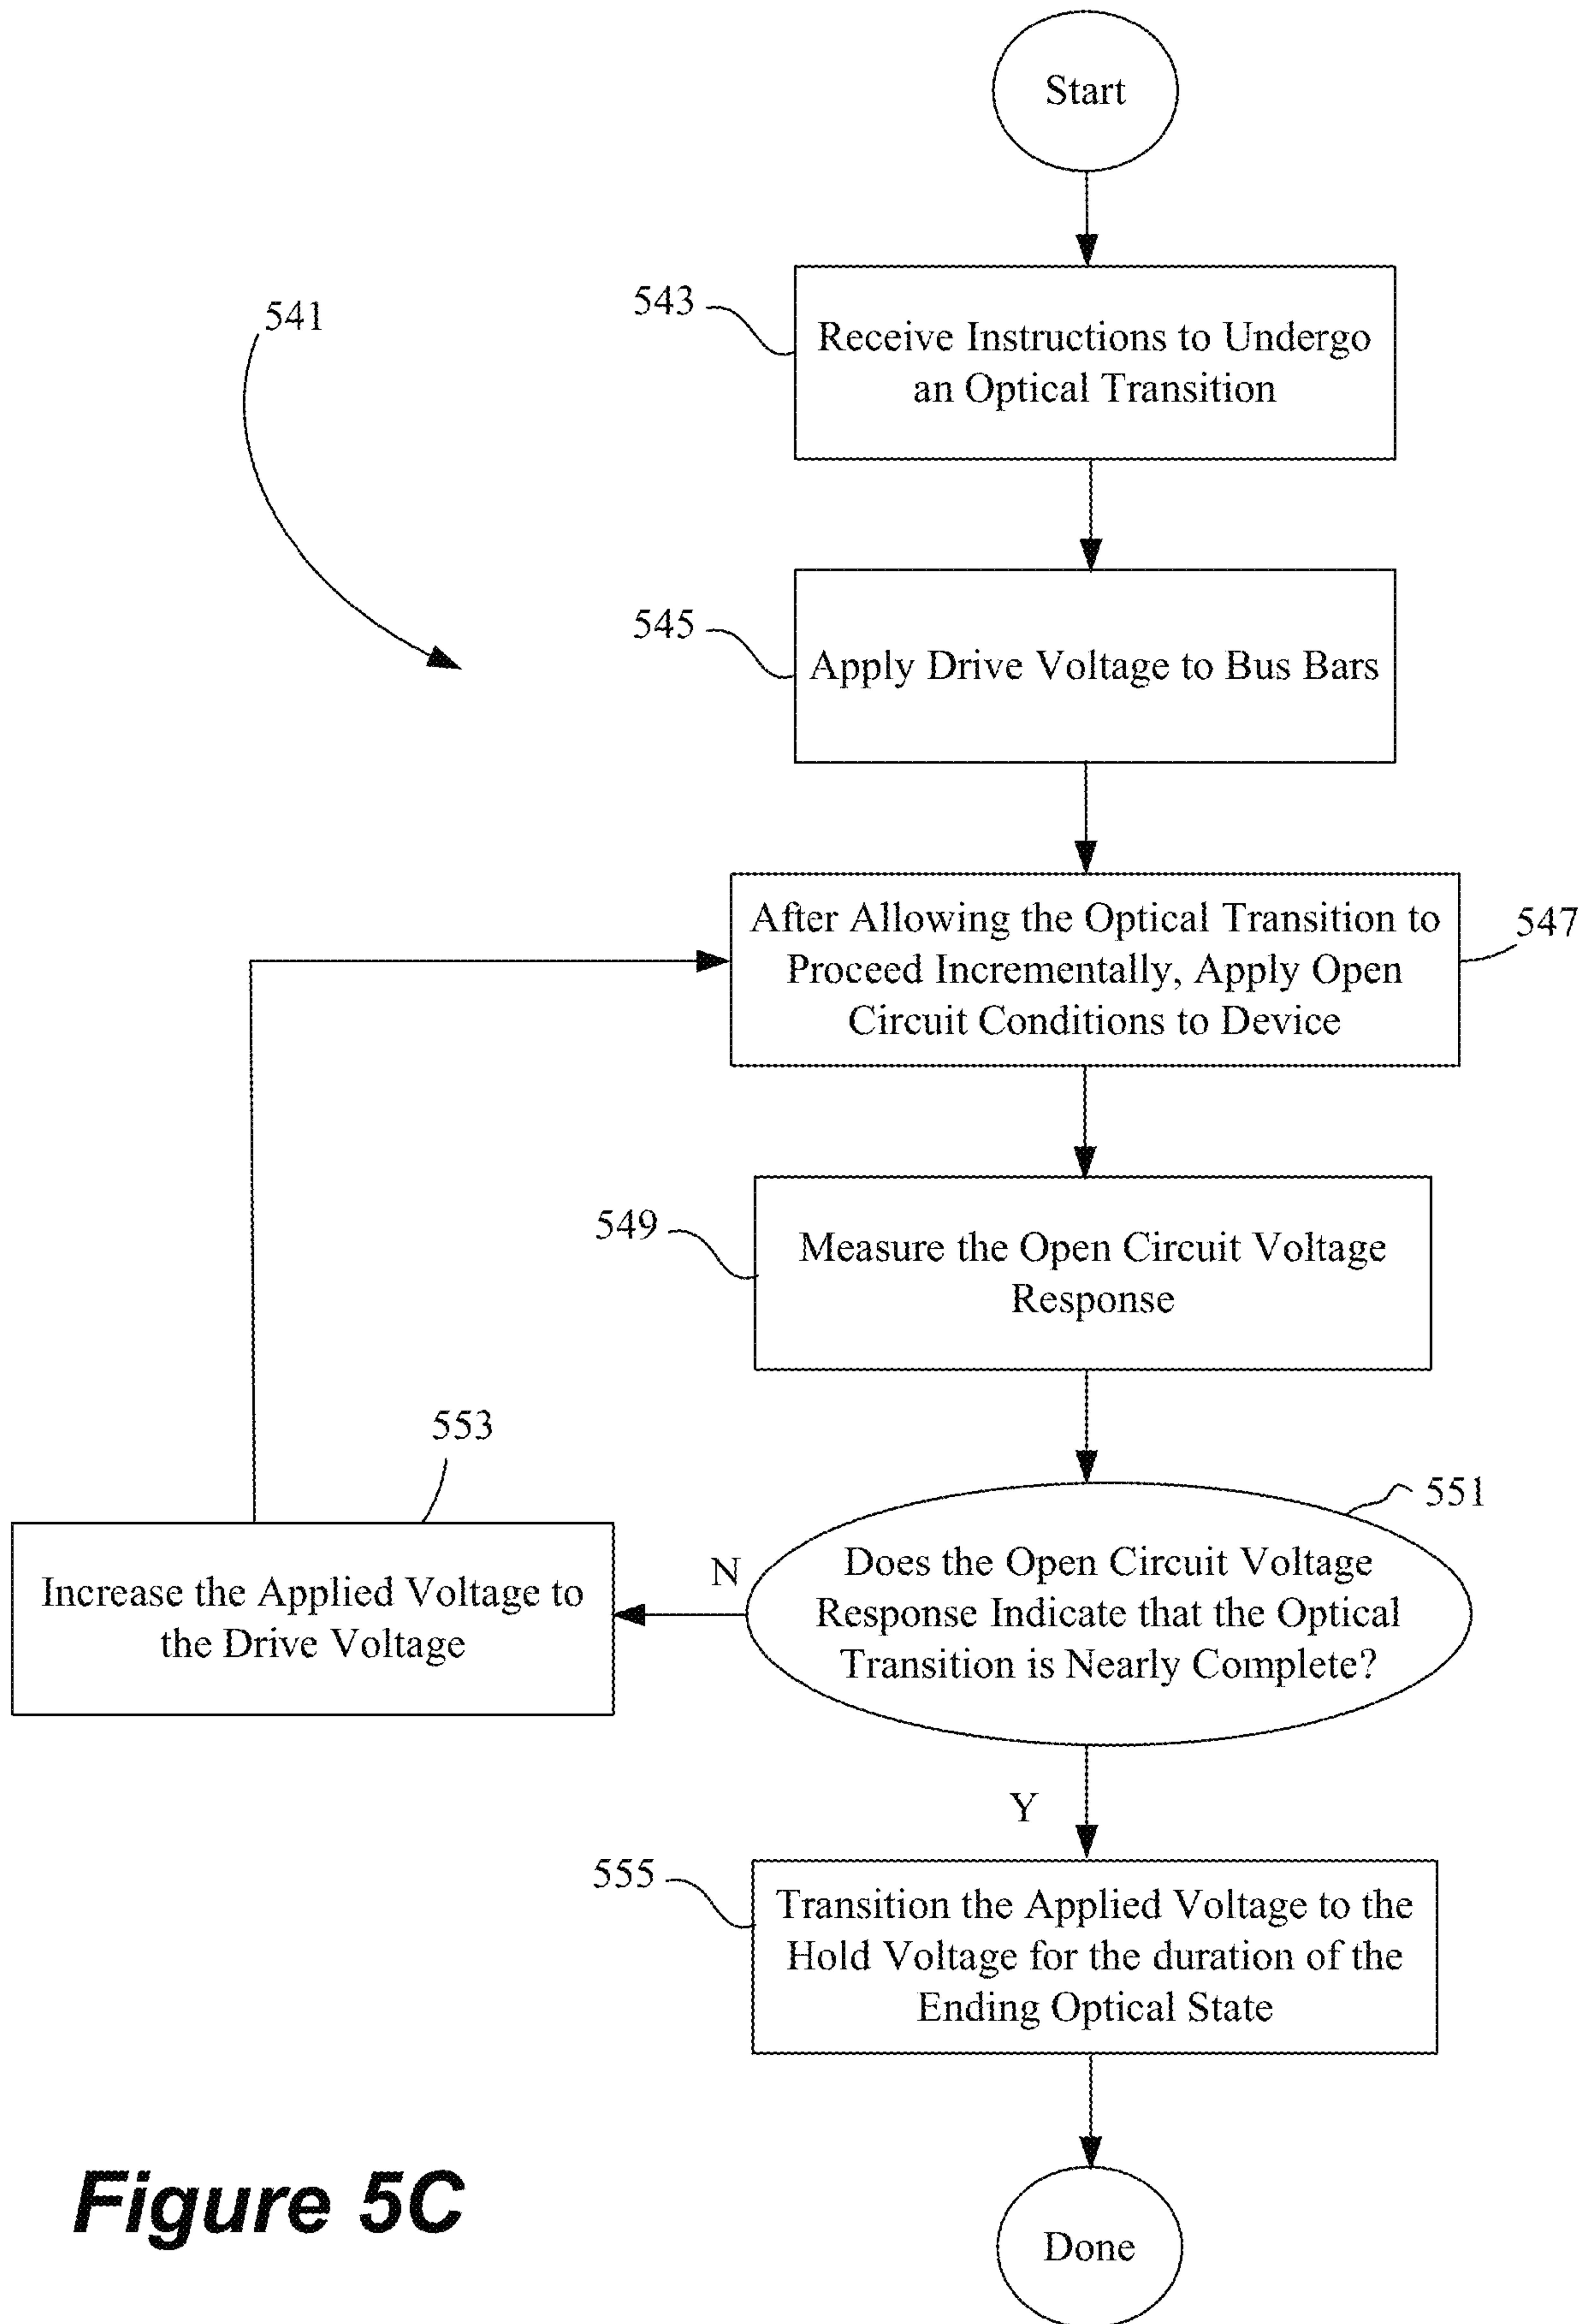 Start
541
543
Receive Instructions to Undergo
an Optical Transition
545
Apply Drive Voltage to Bus Bars
After Allowing the Optical Transition to
Proceed Incrementally, Apply Open
Circuit Conditions to Device
547
549
Measure the Open Circuit Voltage
Response
553
Increase the Applied Voltage to
the Drive Voltage
N
551
Does the Open Circuit Voltage
Response Indicate that the Optical
Transition is Nearly Complete?
Y
555
Transition the Applied Voltage to the
Hold Voltage for the duration of the
Ending Optical State
Done
Figure 5C